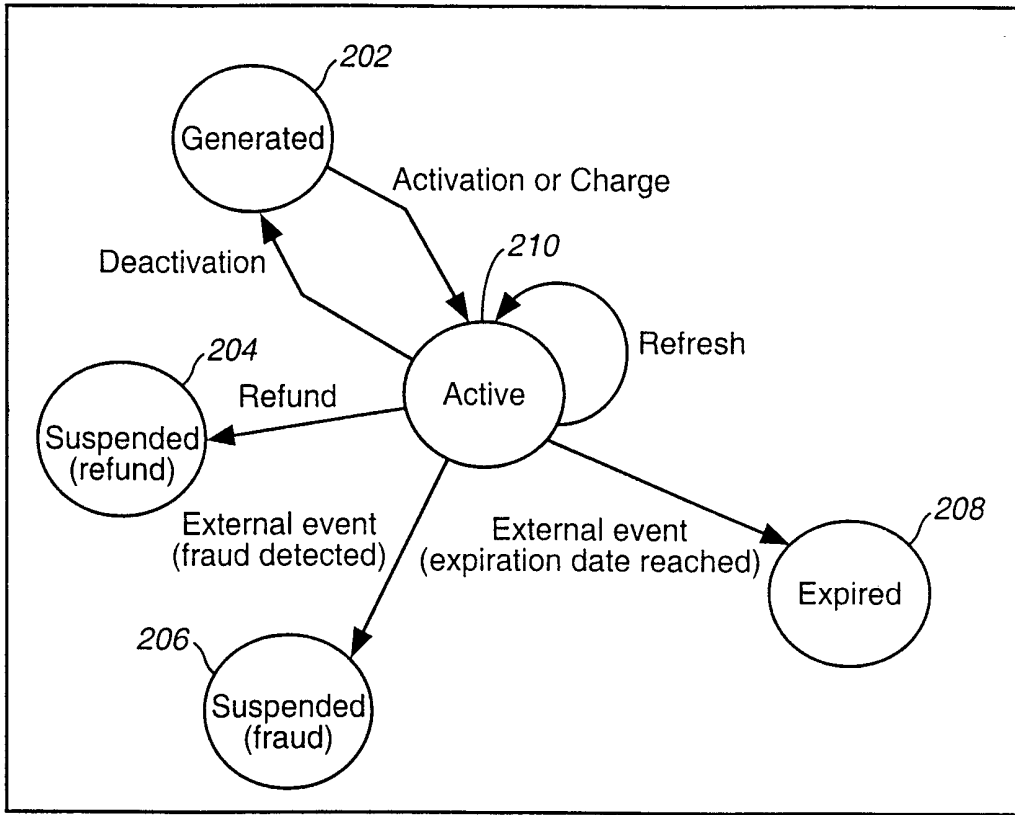 202
Generated
Activation or Charge
Deactivation
210
Refresh
204
Refund
Active
Suspended
(refund)
External event
(fraud detected)
External event
(expiration date reached)
208
Expired
206
Suspended
(fraud)